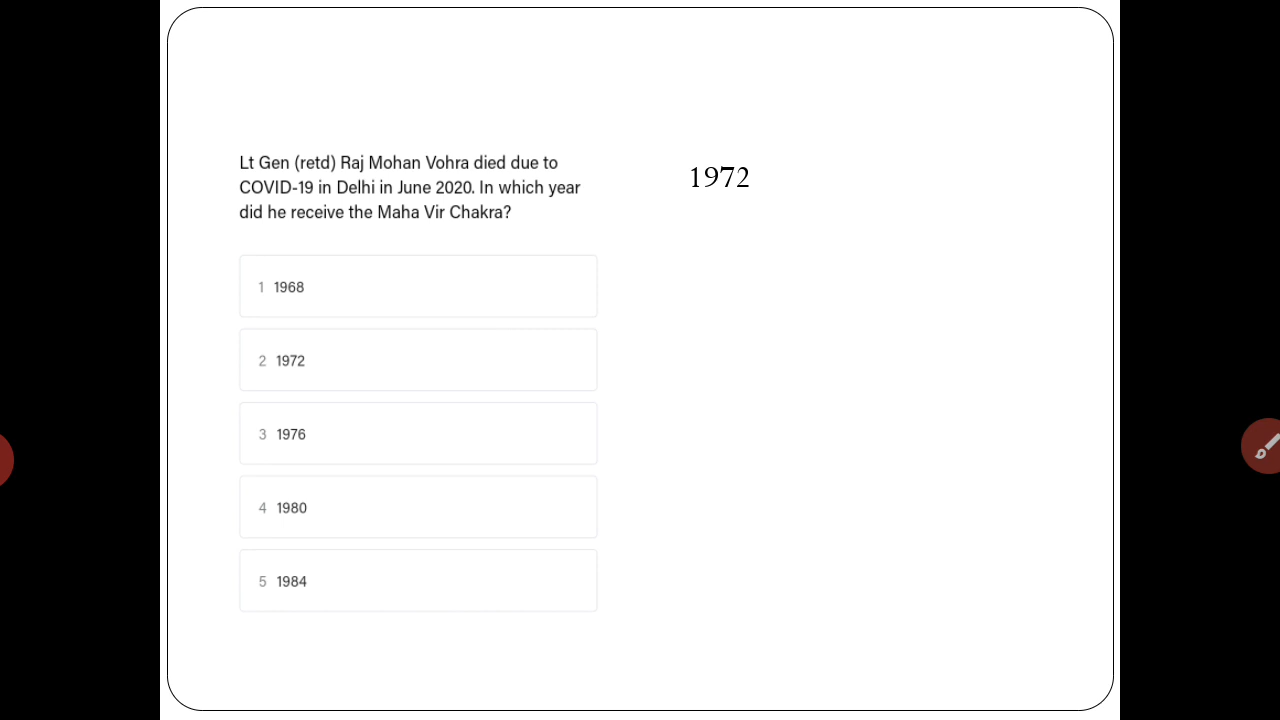 Lt Gen (retd) Raj Mohan Vohra died due to
COVID-19 in Delhi in June 2020. In which year
did he receive the Maha Vir Chakra?
1 1968
2 1972
3 1976
4 1980
5 1984
1972